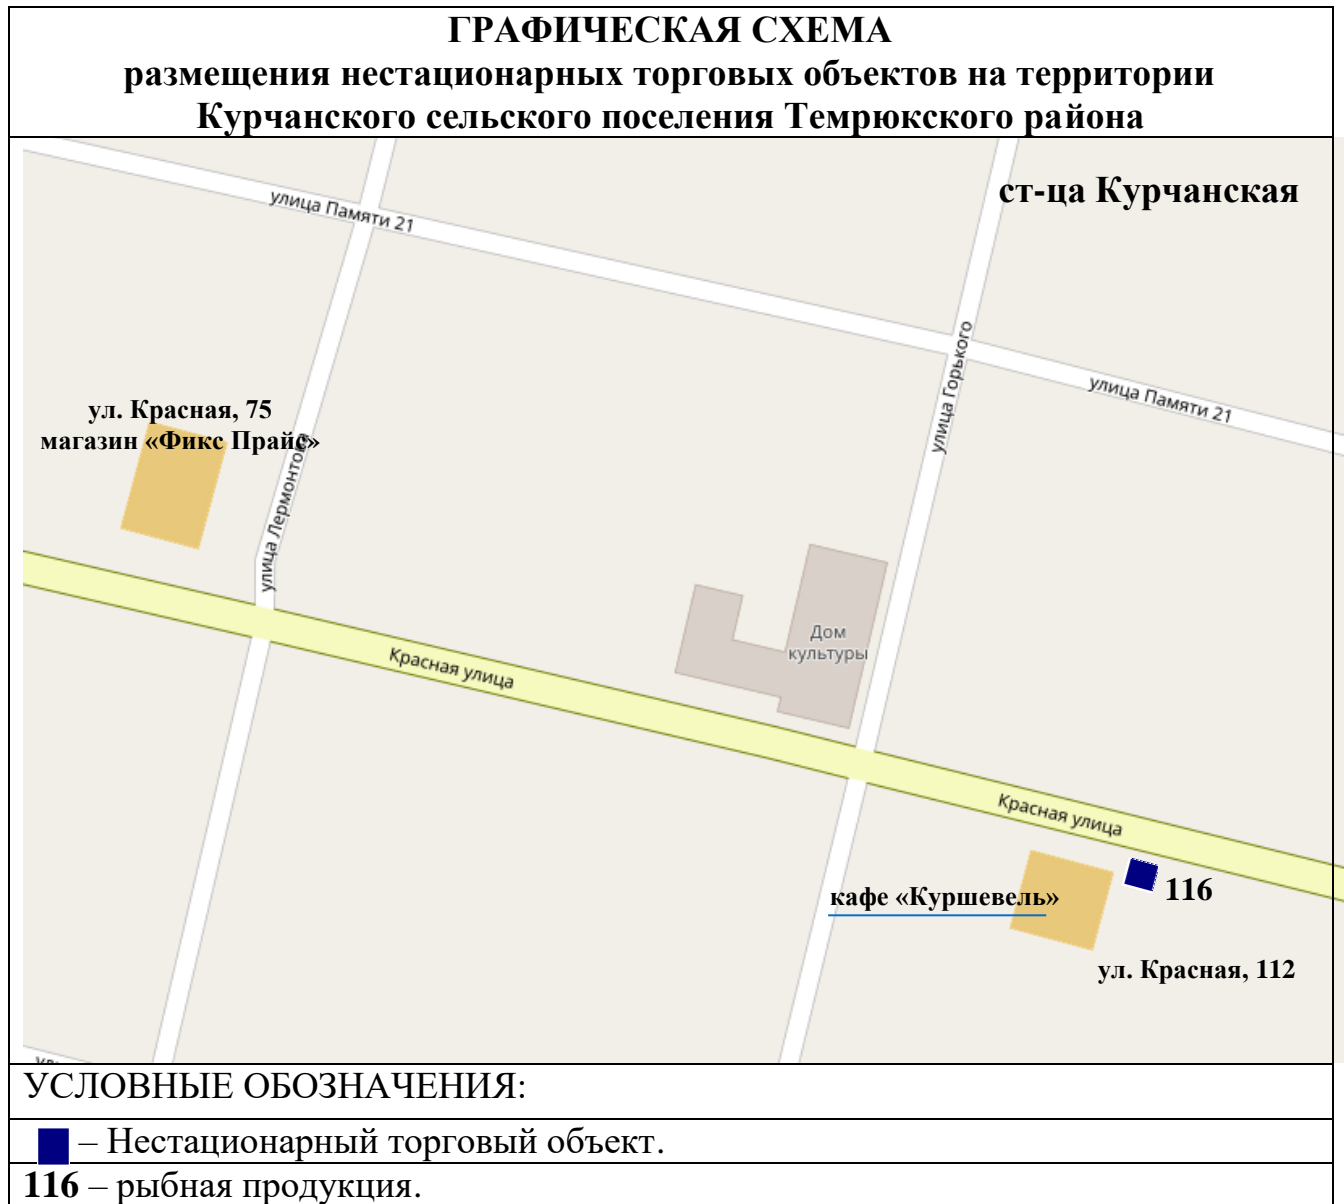 ГРАФИЧЕСКАЯ СХЕМА
размещения нестационарных торговых объектов на территории
Курчанского сельского поселения Темрюкского района
ст-ца Курчанская
улица Памяти 21
улица Горького
улица Памяти 21
ул. Красная, 75
магазин «Фикс Прайс»
улица Лермонтова
Дом
культуры
Красная улица
Красная улица
кафе «Куршевель»
116
ул. Красная, 112
УСЛОВНЫЕ ОБОЗНАЧЕНИЯ:
– Нестационарный торговый объект.
116 – рыбная продукция.